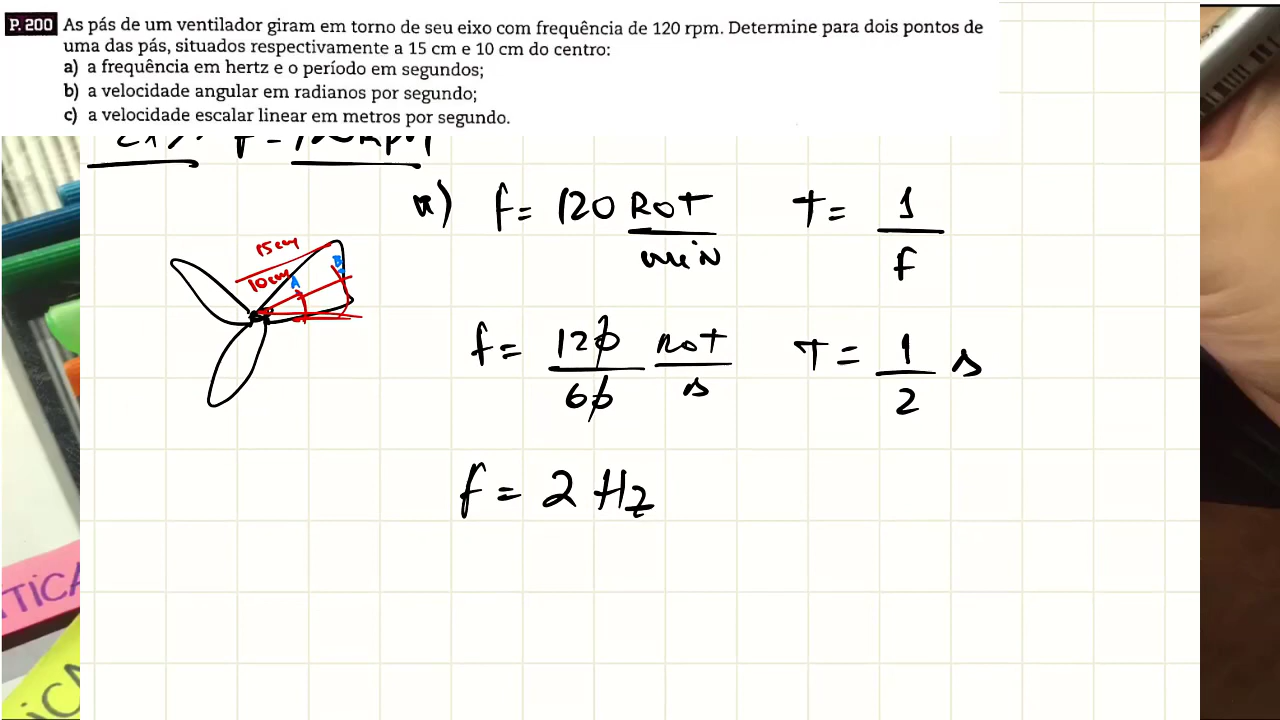 P. 200 As pás de um ventilador giram em torno de seu eixo com frequência de 120 rpm. Determine para dois pontos de
uma das pás, situados respectivamente a 15 cm e 10 cm do centro:
a) a frequência em hertz e o período em segundos;
b) a velocidade angular em radianos por segundo;
c) a velocidade escalar linear em metros por segundo.
a) f = 120 Rot/min T = 1/f
15cm
10cm A B
f = 120/60 Rot/s T = 1/2 s
f = 2 Hz